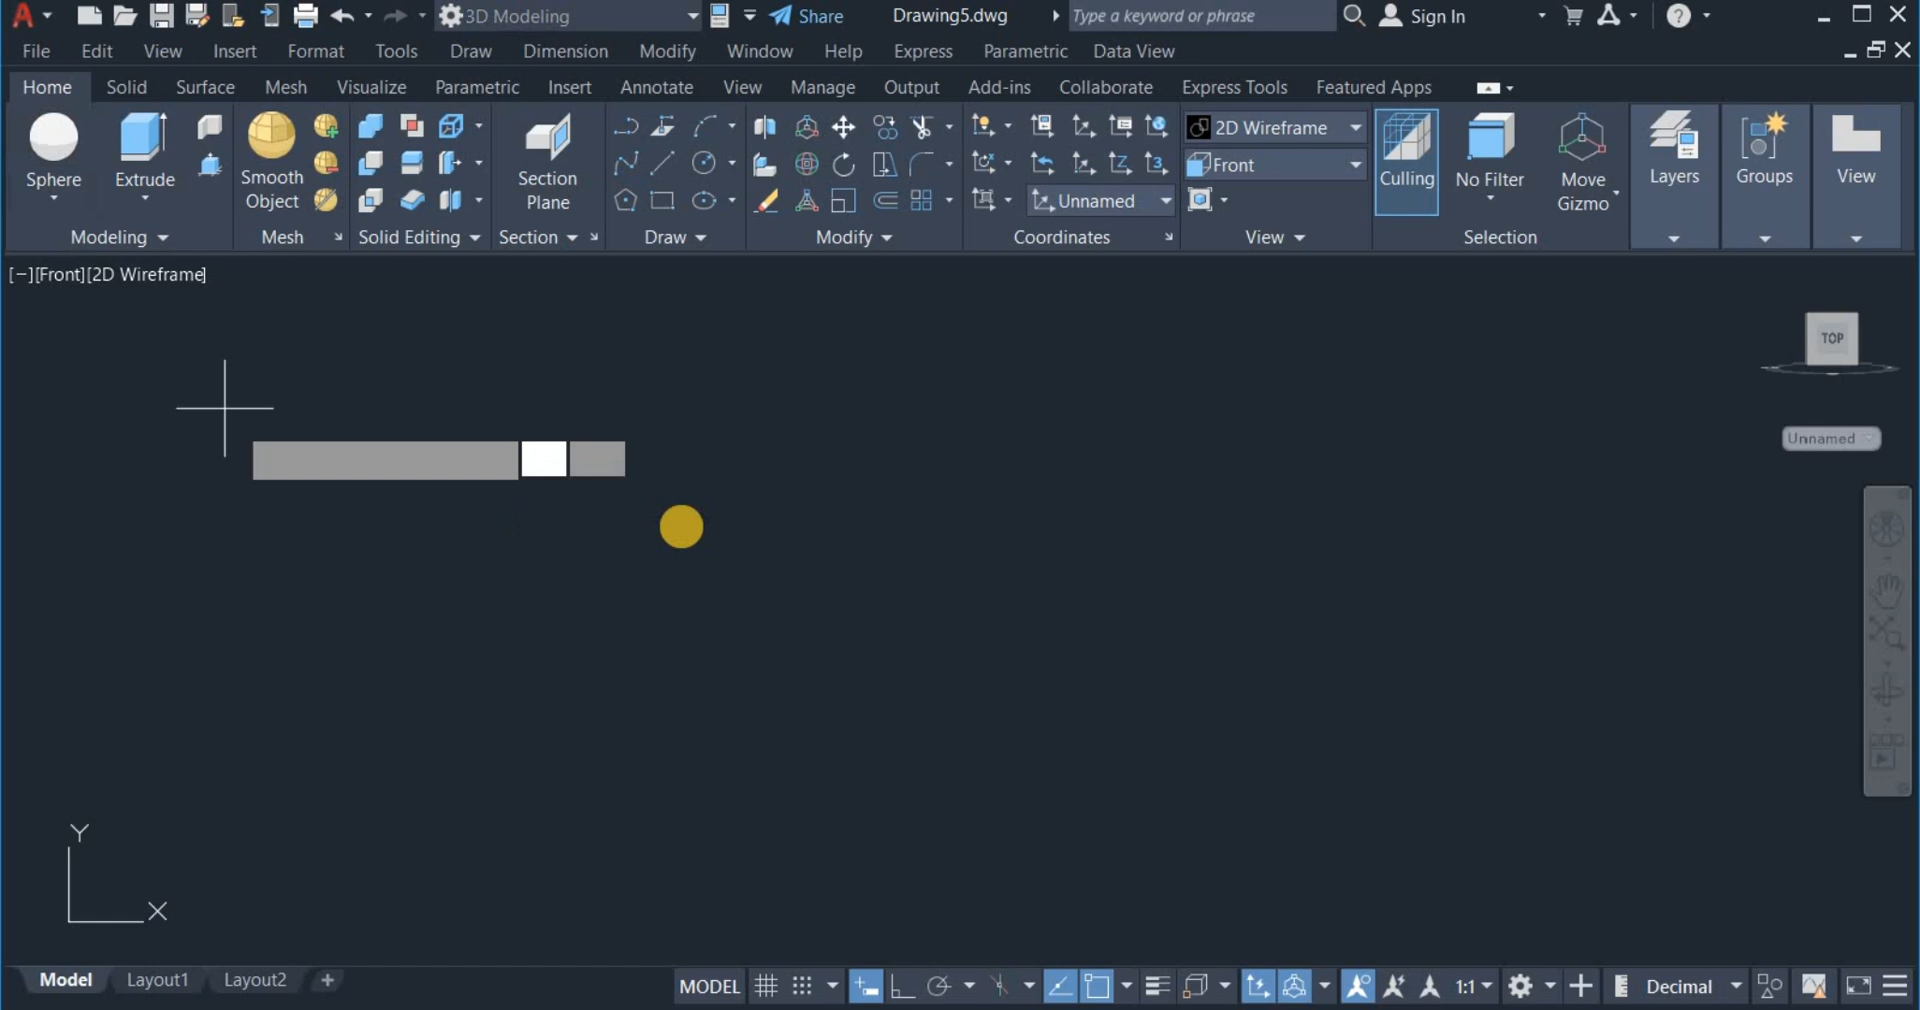 3D Modeling Share Drawing5.dwg Type a keyword or phrase Sign In
File Edit View Insert Format Tools Draw Dimension Modify Window Help Express Parametric Data View
Home Solid Surface Mesh Visualize Parametric Insert Annotate View Manage Output Add-ins Collaborate Express Tools Featured Apps
2D Wireframe
Front
Sphere Extrude Smooth Object Section Plane Unnamed Culling No Filter Move Gizmo Layers Groups View
Modeling Mesh Solid Editing Section Draw Modify Coordinates View Selection
[−][Front][2D Wireframe]
TOP
Unnamed
Y
X
Model Layout1 Layout2 + MODEL 1:1 Decimal